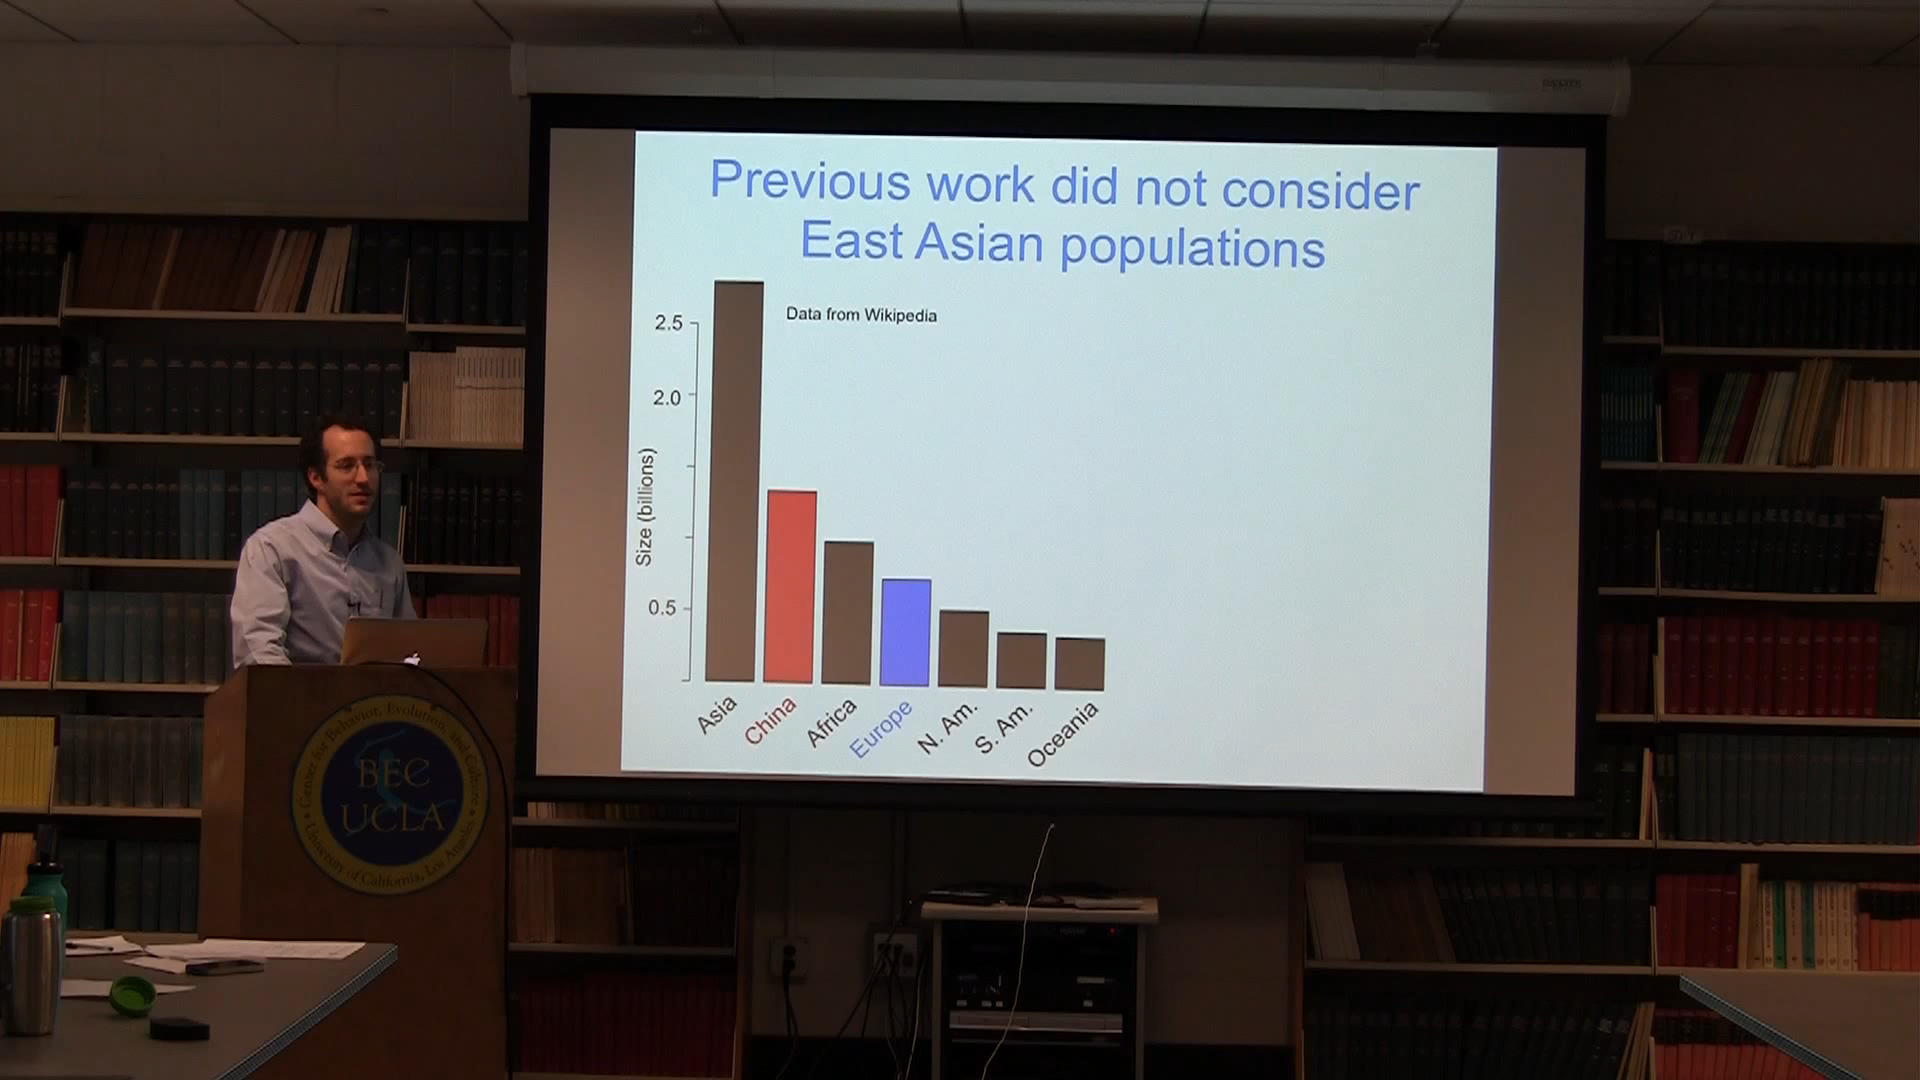 Previous work did not consider
East Asian populations
Data from Wikipedia
2.5
2.0
0.5
Size (billions)
Asia
China
Africa
Europe
N. Am.
S. Am.
Oceania
Center for Behavior, Evolution, and Culture
BEC
UCLA
University of California, Los Angeles